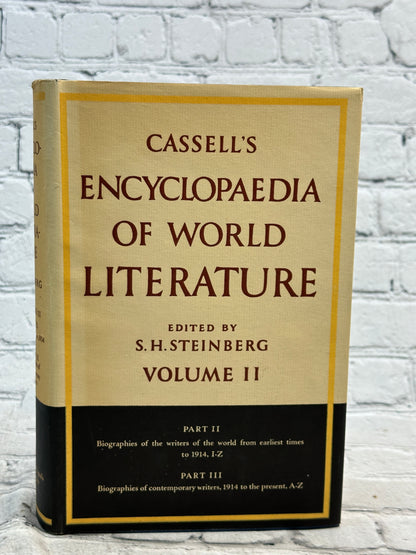 CASSELL'S
ENCYCLOPAEDIA
OF WORLD
LITERATURE
EDITED BY
S. H. STEINBERG
VOLUME II
PART II
Biographies of the writers of the world from earliest times
to 1914, I-Z
PART III
Biographies of contemporary writers, 1914 to the present, A-Z